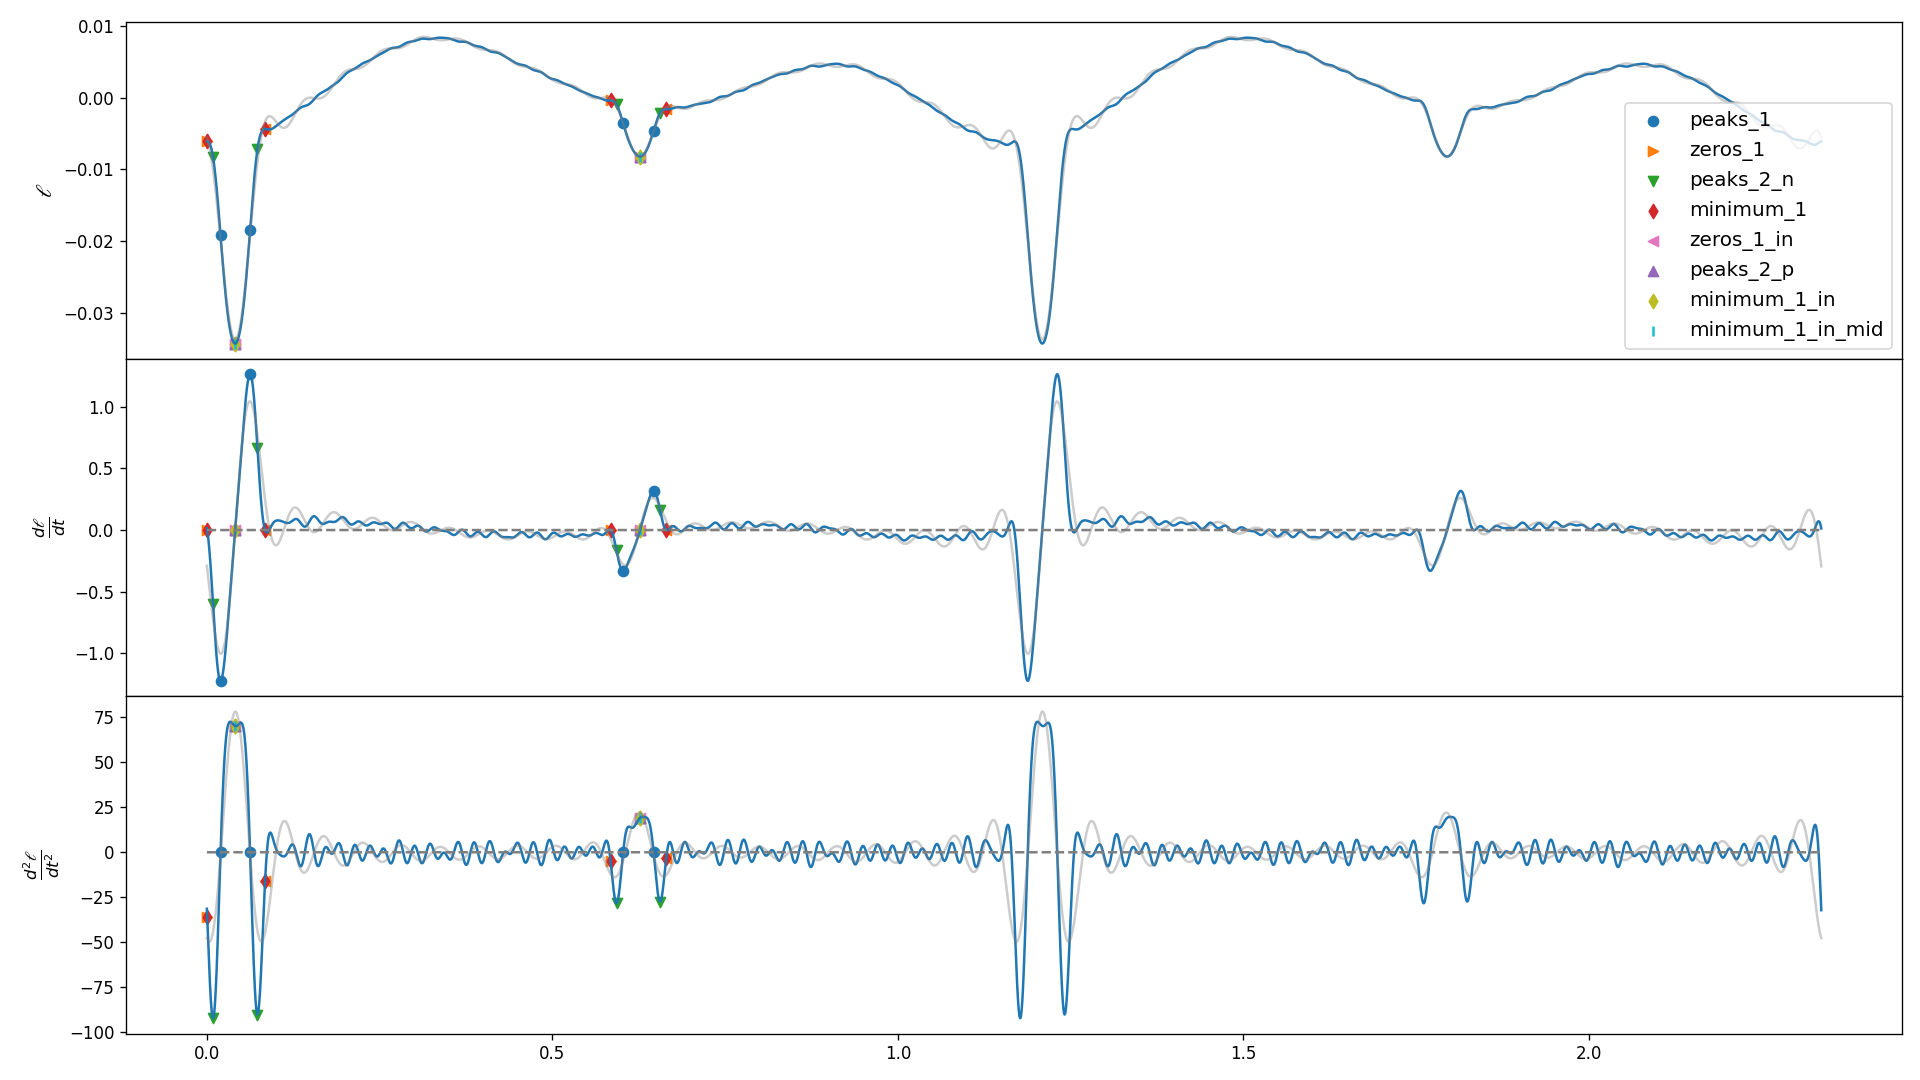 0.01
0.00
−0.01
−0.02
−0.03
ℓ
peaks_1
zeros_1
peaks_2_n
minimum_1
zeros_1_in
peaks_2_p
minimum_1_in
minimum_1_in_mid
1.0
0.5
0.0
−0.5
−1.0
dℓ
dt
75
50
25
0
−25
−50
−75
−100
d²ℓ
dt²
0.0 0.5 1.0 1.5 2.0